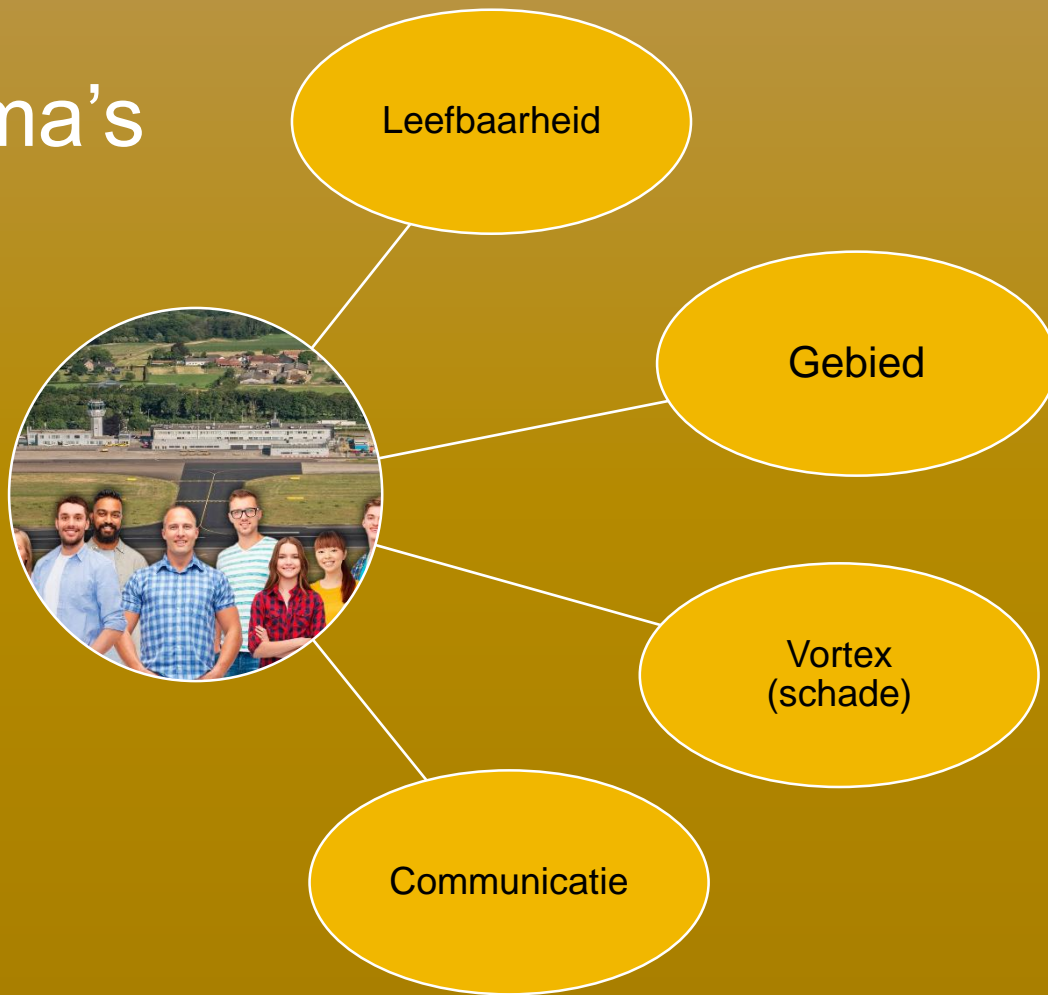 ma’s
Leefbaarheid
Gebied
Vortex
(schade)
Communicatie